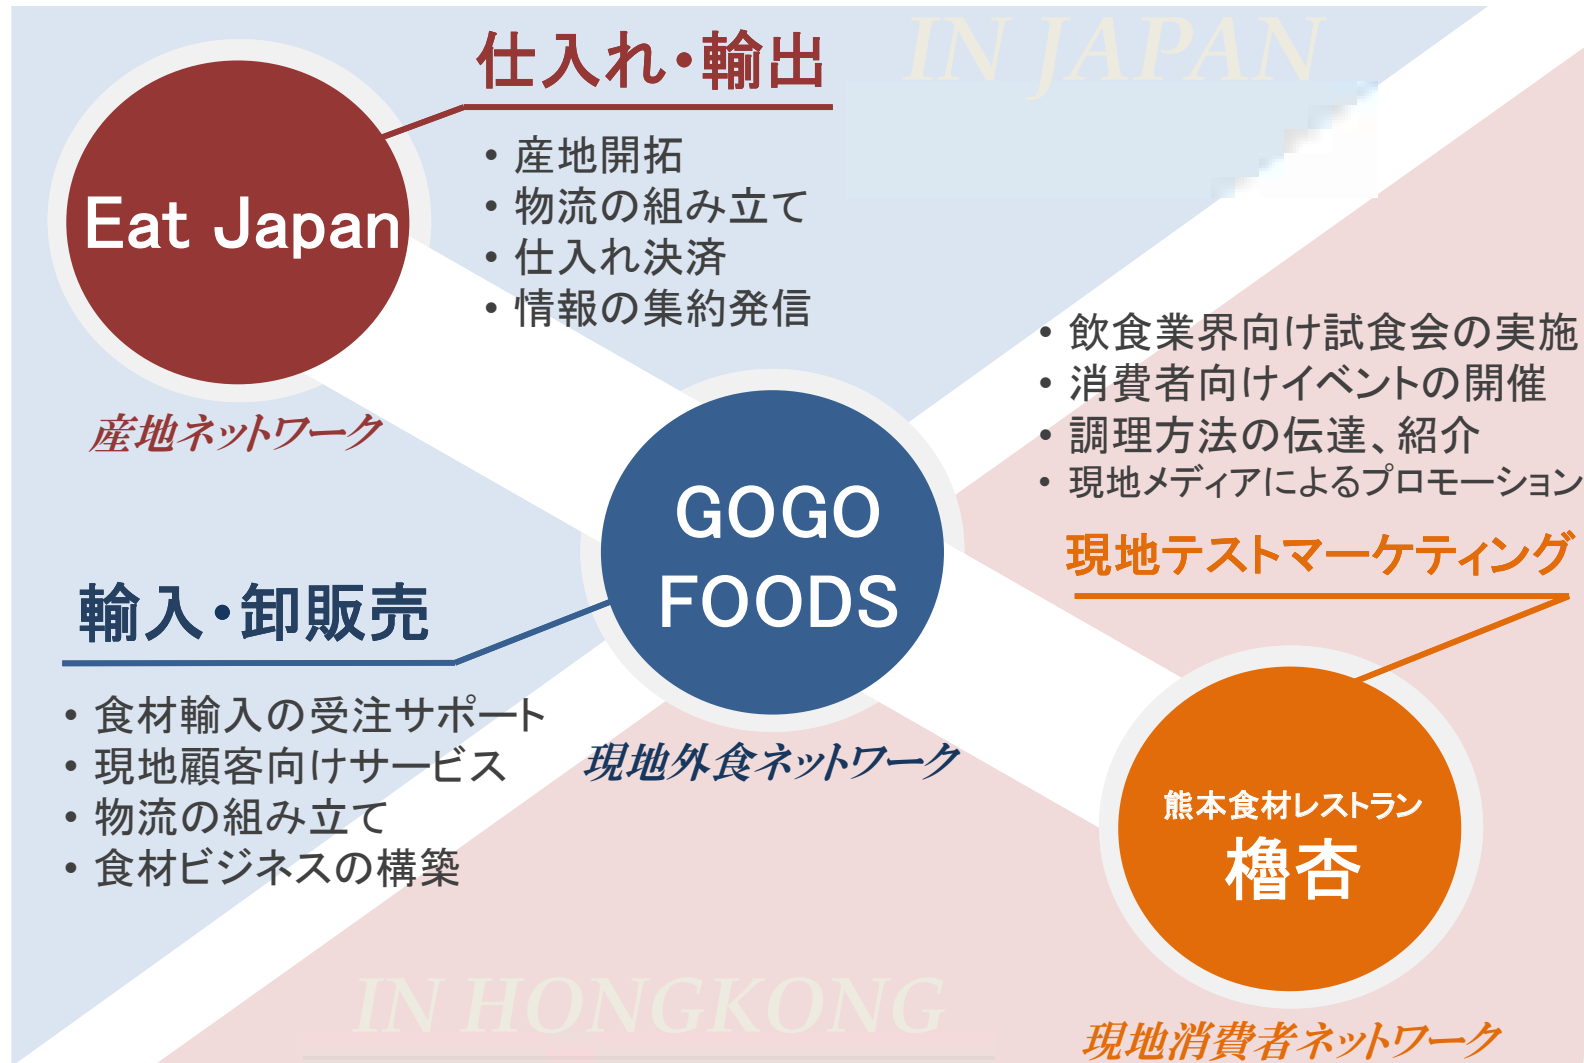 IN JAPAN
仕入れ・輸出
Eat Japan
• 産地開拓
• 物流の組み立て
• 仕入れ決済
• 情報の集約発信
産地ネットワーク
• 飲食業界向け試食会の実施
• 消費者向けイベントの開催
• 調理方法の伝達、紹介
• 現地メディアによるプロモーション
現地テストマーケティング
GOGO
FOODS
輸入・卸販売
• 食材輸入の受注サポート
• 現地顧客向けサービス
• 物流の組み立て
• 食材ビジネスの構築
現地外食ネットワーク
熊本食材レストラン
櫓杏
IN HONGKONG
現地消費者ネットワーク